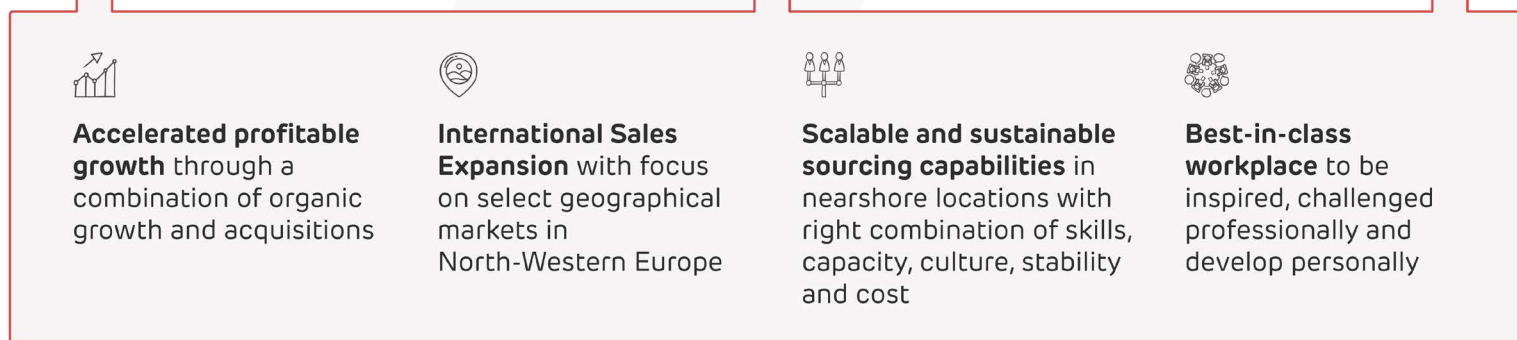 Accelerated profitable
growth through a
combination of organic
growth and acquisitions
International Sales
Expansion with focus
on select geographical
markets in
North-Western Europe
Scalable and sustainable
sourcing capabilities in
nearshore locations with
right combination of skills,
capacity, culture, stability
and cost
Best-in-class
workplace to be
inspired, challenged
professionally and
develop personally